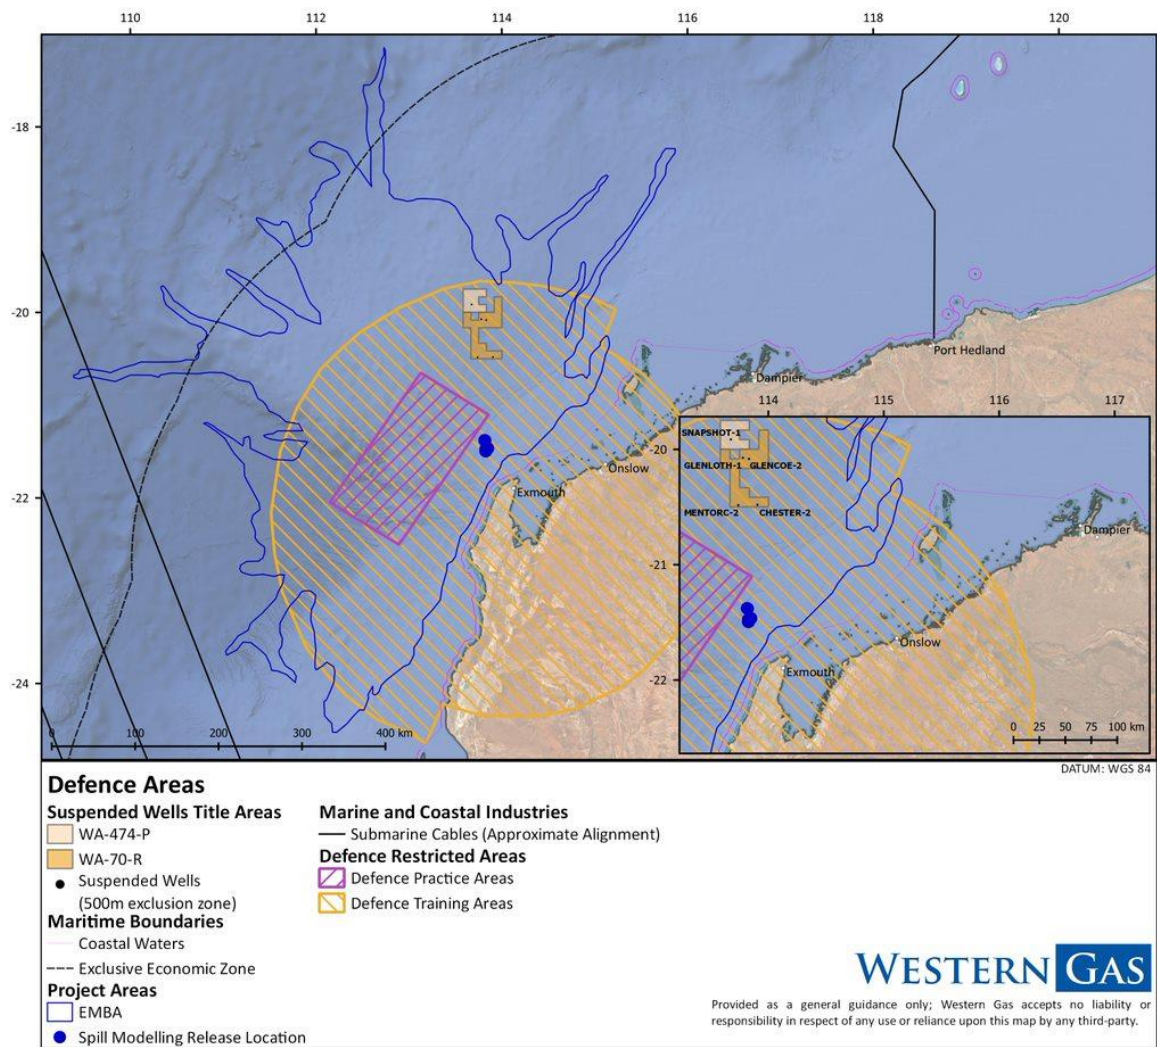 110 112 114 116 118 120
-18
-20
-22
-24
Port Hedland
Dampier
Onslow
Exmouth
0 100 200 300 400 km
114 115 116 117
-20
-21
-22
SNAPSHOT-1
GLENLOTH-1 GLENCOE-2
MENTORC-2 CHESTER-2
Dampier
Onslow
Exmouth
0 25 50 75 100 km
DATUM: WGS 84
Defence Areas
Suspended Wells Title Areas
WA-474-P
WA-70-R
Suspended Wells
(500m exclusion zone)
Maritime Boundaries
Coastal Waters
Exclusive Economic Zone
Project Areas
EMBA
Spill Modelling Release Location
Marine and Coastal Industries
Submarine Cables (Approximate Alignment)
Defence Restricted Areas
Defence Practice Areas
Defence Training Areas
WESTERN GAS
Provided as a general guidance only; Western Gas accepts no liability or
responsibility in respect of any use or reliance upon this map by any third-party.